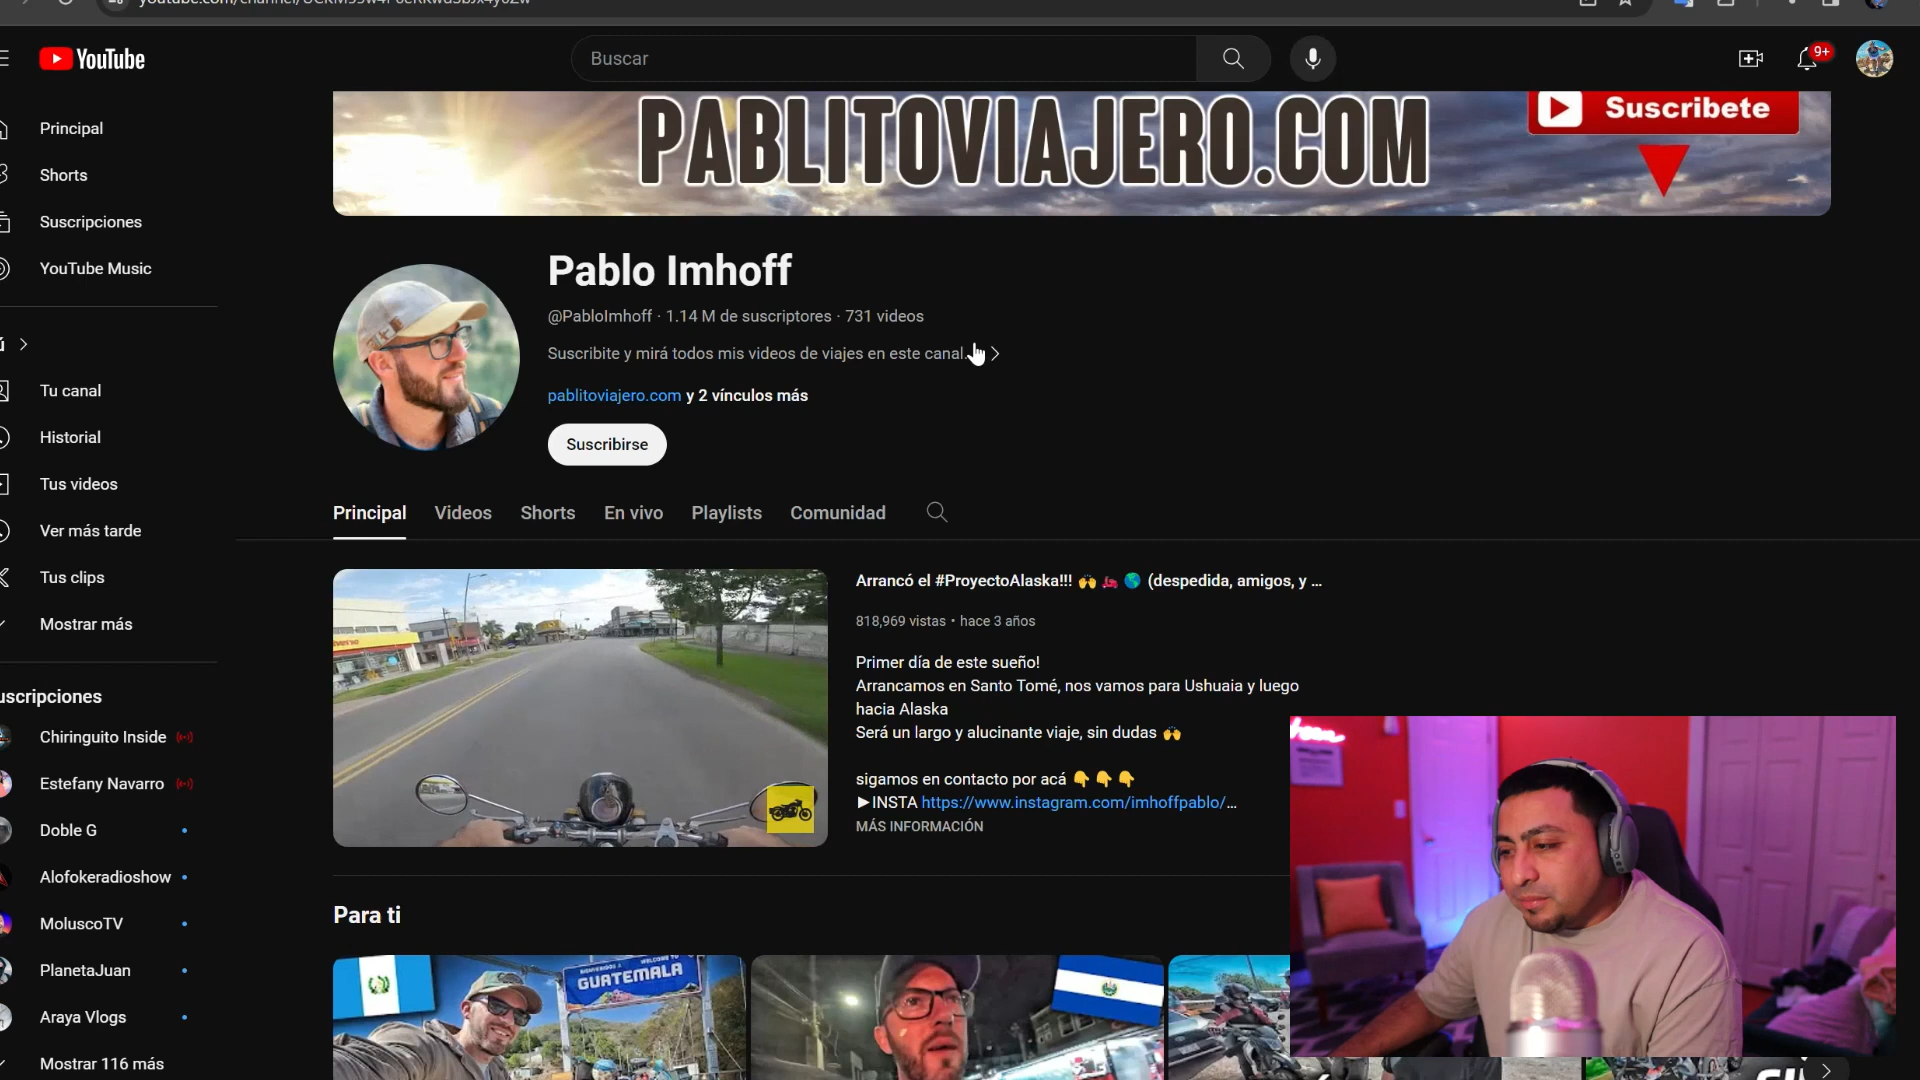 YouTube
Buscar
9+
Principal
Shorts
Suscripciones
YouTube Music
Tu canal
Historial
Tus videos
Ver más tarde
Tus clips
Mostrar más
Chiringuito Inside
Estefany Navarro
Doble G
Alofokeradioshow
MoluscoTV
PlanetaJuan
Araya Vlogs
Mostrar 116 más
PABLITOVIAJERO.COM
Suscribete
Pablo Imhoff
@PabloImhoff · 1.14 M de suscriptores · 731 videos
Suscribite y mirá todos mis videos de viajes en este canal.
pablitoviajero.com y 2 vínculos más
Suscribirse
Principal Videos Shorts En vivo Playlists Comunidad
Arrancó el #ProyectoAlaska!!! 🙌 🏍 🌎 (despedida, amigos, y ...
818,969 vistas • hace 3 años
Primer día de este sueño!
Arrancamos en Santo Tomé, nos vamos para Ushuaia y luego
hacia Alaska
Será un largo y alucinante viaje, sin dudas 🙌
sigamos en contacto por acá 👇 👇 👇
►INSTA https://www.instagram.com/imhoffpablo/...
MÁS INFORMACIÓN
Para ti
GUATEMALA